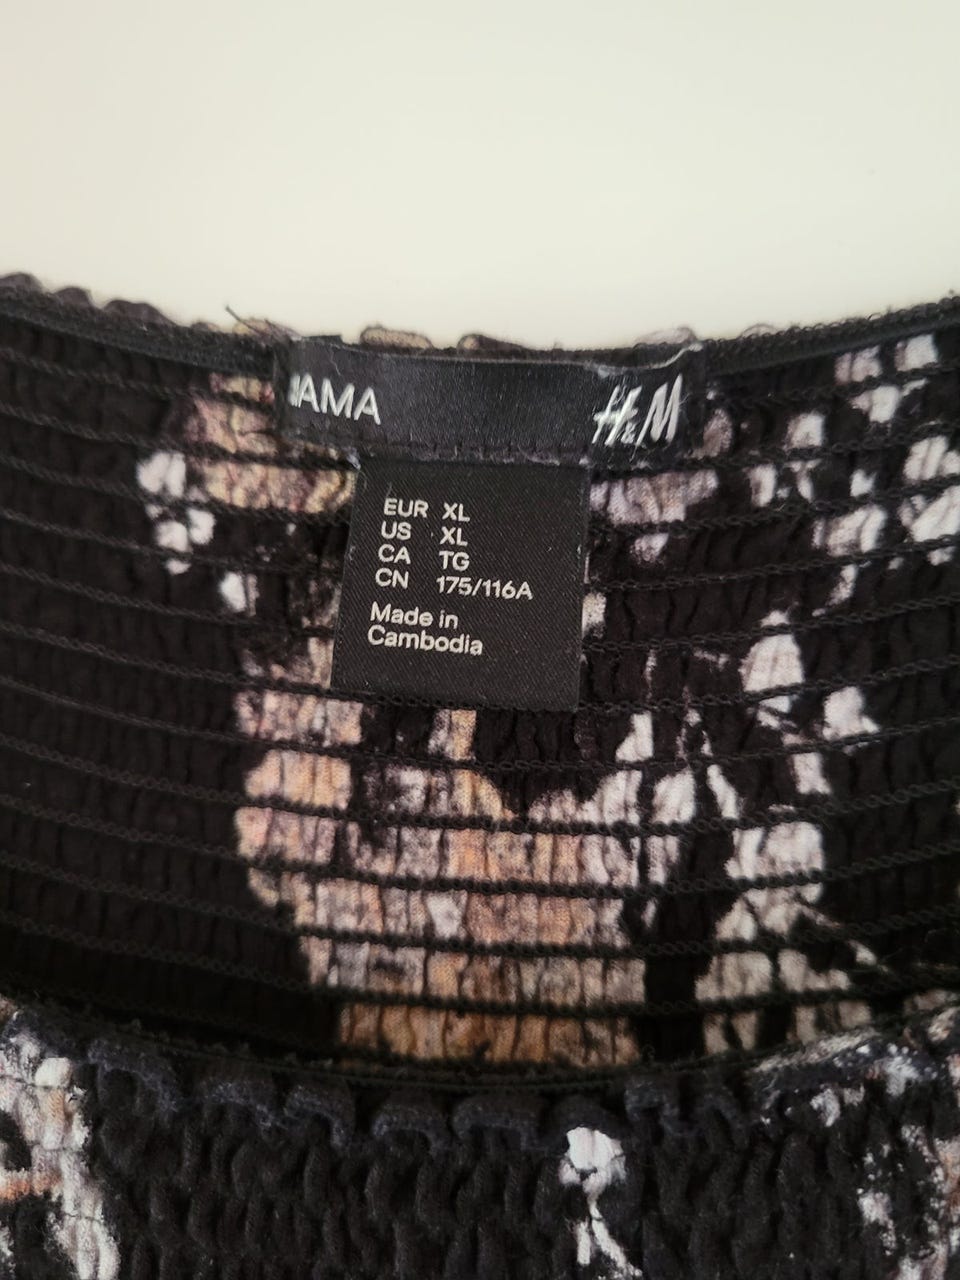 MAMA H&M
EUR XL
US XL
CA TG
CN 175/116A
Made in
Cambodia